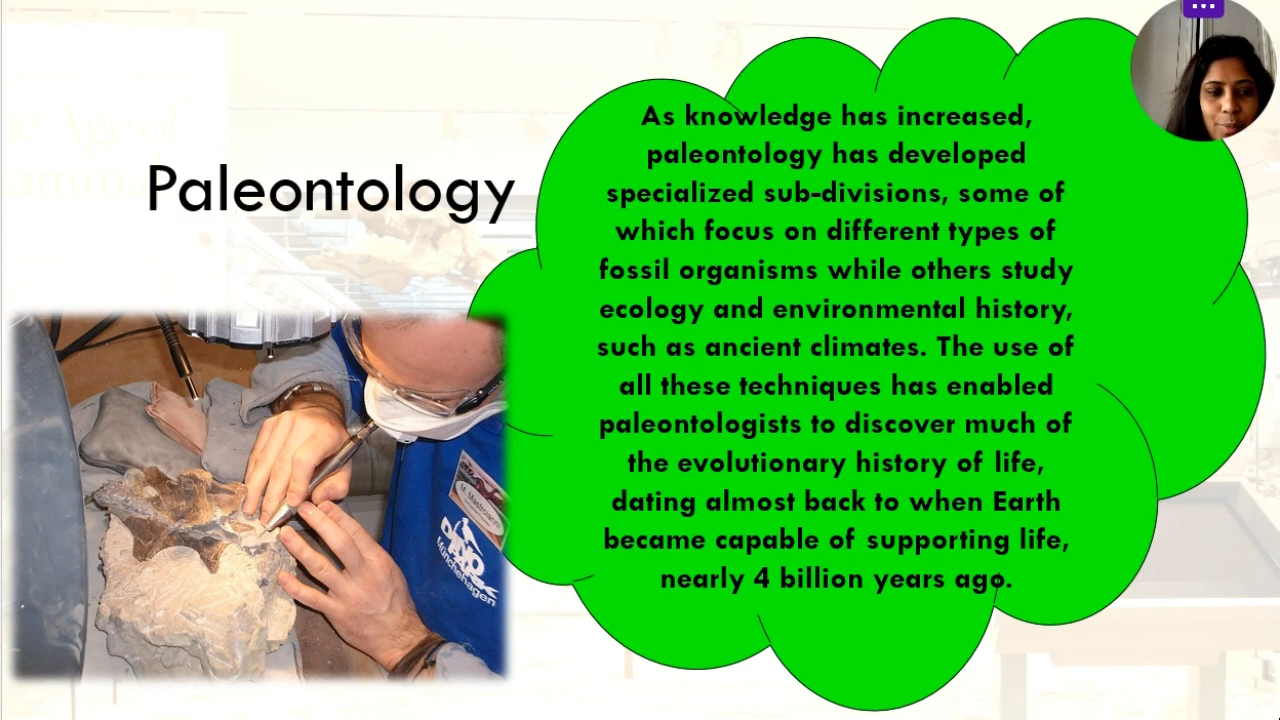 Paleontology
As knowledge has increased,
paleontology has developed
specialized sub-divisions, some of
which focus on different types of
fossil organisms while others study
ecology and environmental history,
such as ancient climates. The use of
all these techniques has enabled
paleontologists to discover much of
the evolutionary history of life,
dating almost back to when Earth
became capable of supporting life,
nearly 4 billion years ago.
Münchehagen